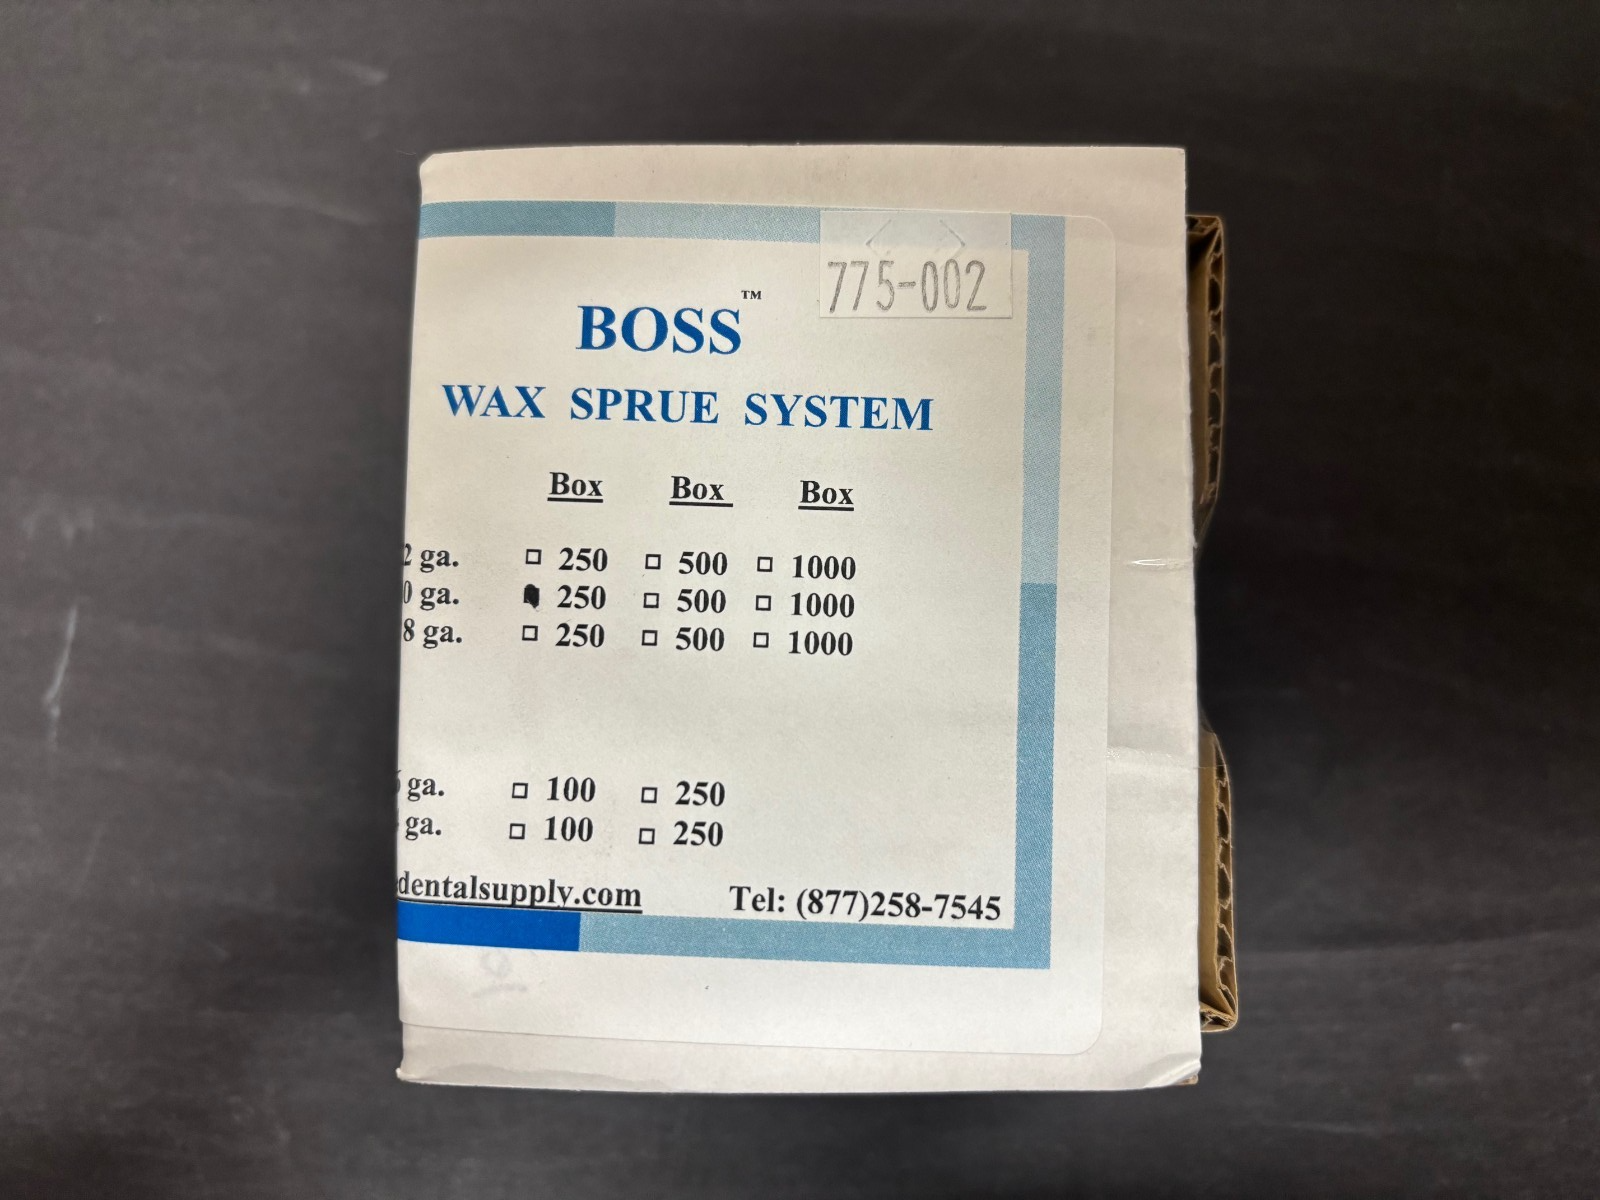 775-002
BOSS™
WAX SPRUE SYSTEM
Box Box Box
2 ga. □ 250 □ 500 □ 1000
0 ga. ■ 250 □ 500 □ 1000
8 ga. □ 250 □ 500 □ 1000
ga. □ 100 □ 250
ga. □ 100 □ 250
dentalsupply.com Tel: (877)258-7545